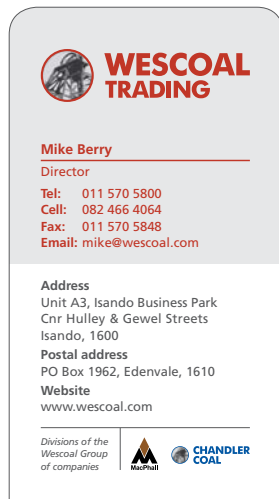 WESCOAL
TRADING
Mike Berry
Director
Tel: 011 570 5800
Cell: 082 466 4064
Fax: 011 570 5848
Email: mike@wescoal.com
Address
Unit A3, Isando Business Park
Cnr Hulley & Gewel Streets
Isando, 1600
Postal address
PO Box 1962, Edenvale, 1610
Website
www.wescoal.com
Divisions of the
Wescoal Group
of companies
MacPhail
CHANDLER
COAL